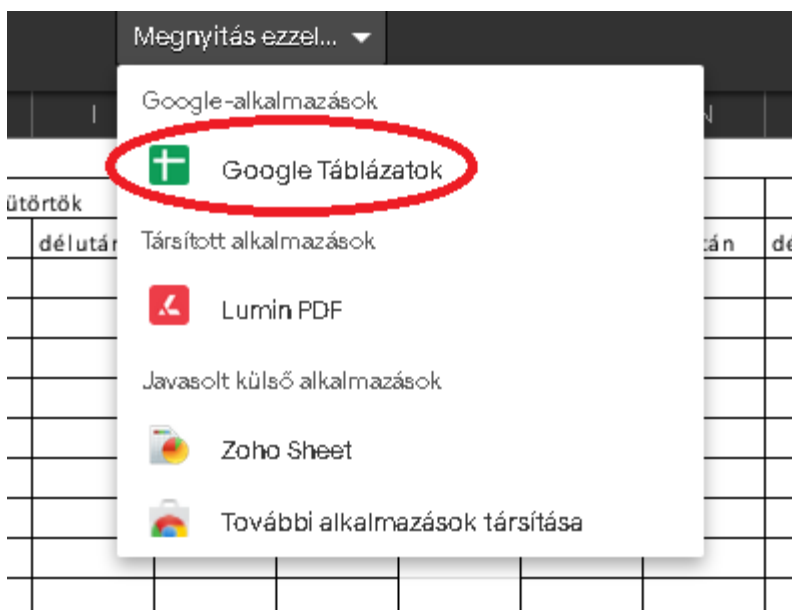 Megnyitás ezzel...
Google-alkalmazások
I
Google Táblázatok
ütörtök
délután
Társított alkalmazások
Lumin PDF
Javasolt külső alkalmazások
Zoho Sheet
További alkalmazások társítása